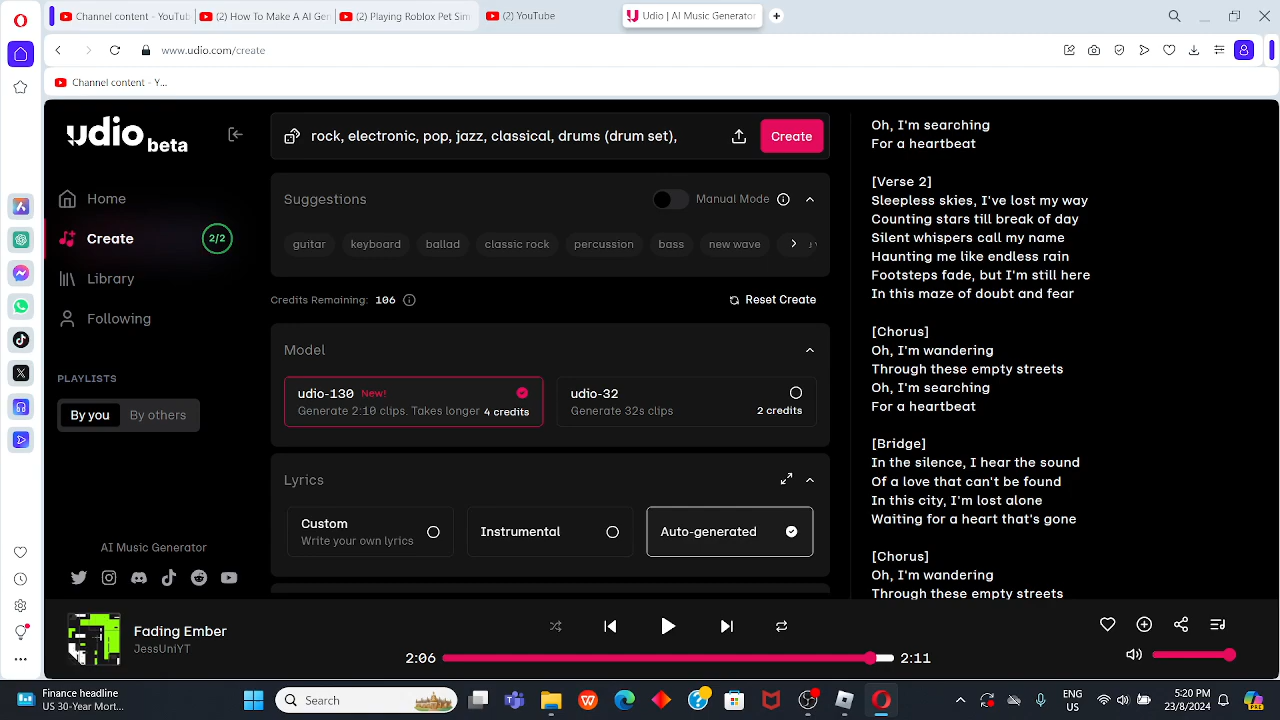 Channel content - YouTu
(2) How To Make A AI Ger
(2) Playing Roblox Pet Sim
(2) YouTube
Udio | AI Music Generator
www.udio.com/create
Channel content - Y...
udio beta
Home
Create
2/2
Library
Following
PLAYLISTS
By you
By others
AI Music Generator
rock, electronic, pop, jazz, classical, drums (drum set),
Create
Suggestions
Manual Mode
guitar
keyboard
ballad
classic rock
percussion
bass
new wave
Credits Remaining: 106
Reset Create
Model
udio-130 New!
Generate 2:10 clips. Takes longer 4 credits
udio-32
Generate 32s clips
2 credits
Lyrics
Custom
Write your own lyrics
Instrumental
Auto-generated
Oh, I'm searching
For a heartbeat
[Verse 2]
Sleepless skies, I've lost my way
Counting stars till break of day
Silent whispers call my name
Haunting me like endless rain
Footsteps fade, but I'm still here
In this maze of doubt and fear
[Chorus]
Oh, I'm wandering
Through these empty streets
Oh, I'm searching
For a heartbeat
[Bridge]
In the silence, I hear the sound
Of a love that can't be found
In this city, I'm lost alone
Waiting for a heart that's gone
[Chorus]
Oh, I'm wandering
Through these empty streets
Fading Ember
JessUniYT
2:06
2:11
Finance headline
US 30-Year Mort...
Search
ENG
US
5:20 PM
23/8/2024